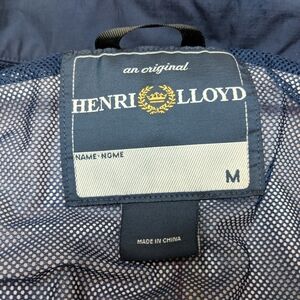 an original
HENRI LLOYD
NAME-NOME
M
MADE IN CHINA